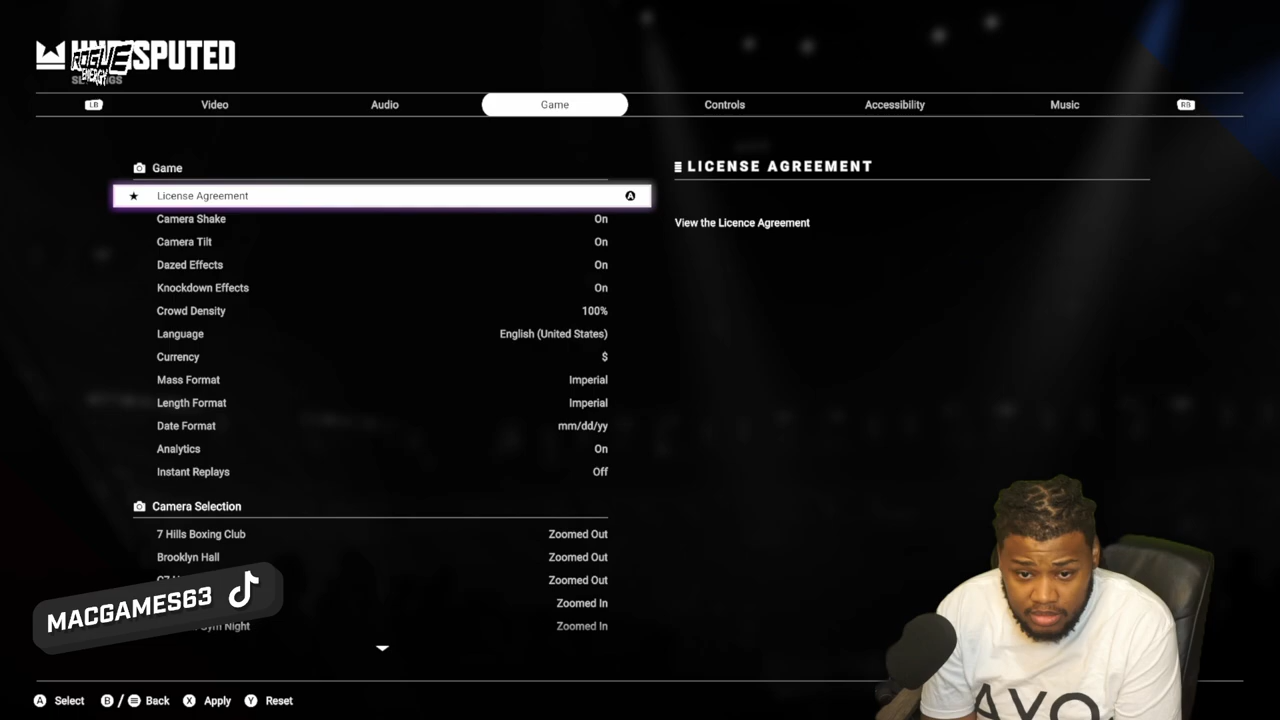 UNDISPUTED
ROGUE
ENERGY
LB Video Audio Game Controls Accessibility Music RB
Game
License Agreement A
Camera Shake On
Camera Tilt On
Dazed Effects On
Knockdown Effects On
Crowd Density 100%
Language English (United States)
Currency $
Mass Format Imperial
Length Format Imperial
Date Format mm/dd/yy
Analytics On
Instant Replays Off
Camera Selection
7 Hills Boxing Club Zoomed Out
Brooklyn Hall Zoomed Out
Zoomed Out
Zoomed In
Gym Night Zoomed In
LICENSE AGREEMENT
View the Licence Agreement
MACGAMES63
A Select B / Back X Apply Y Reset